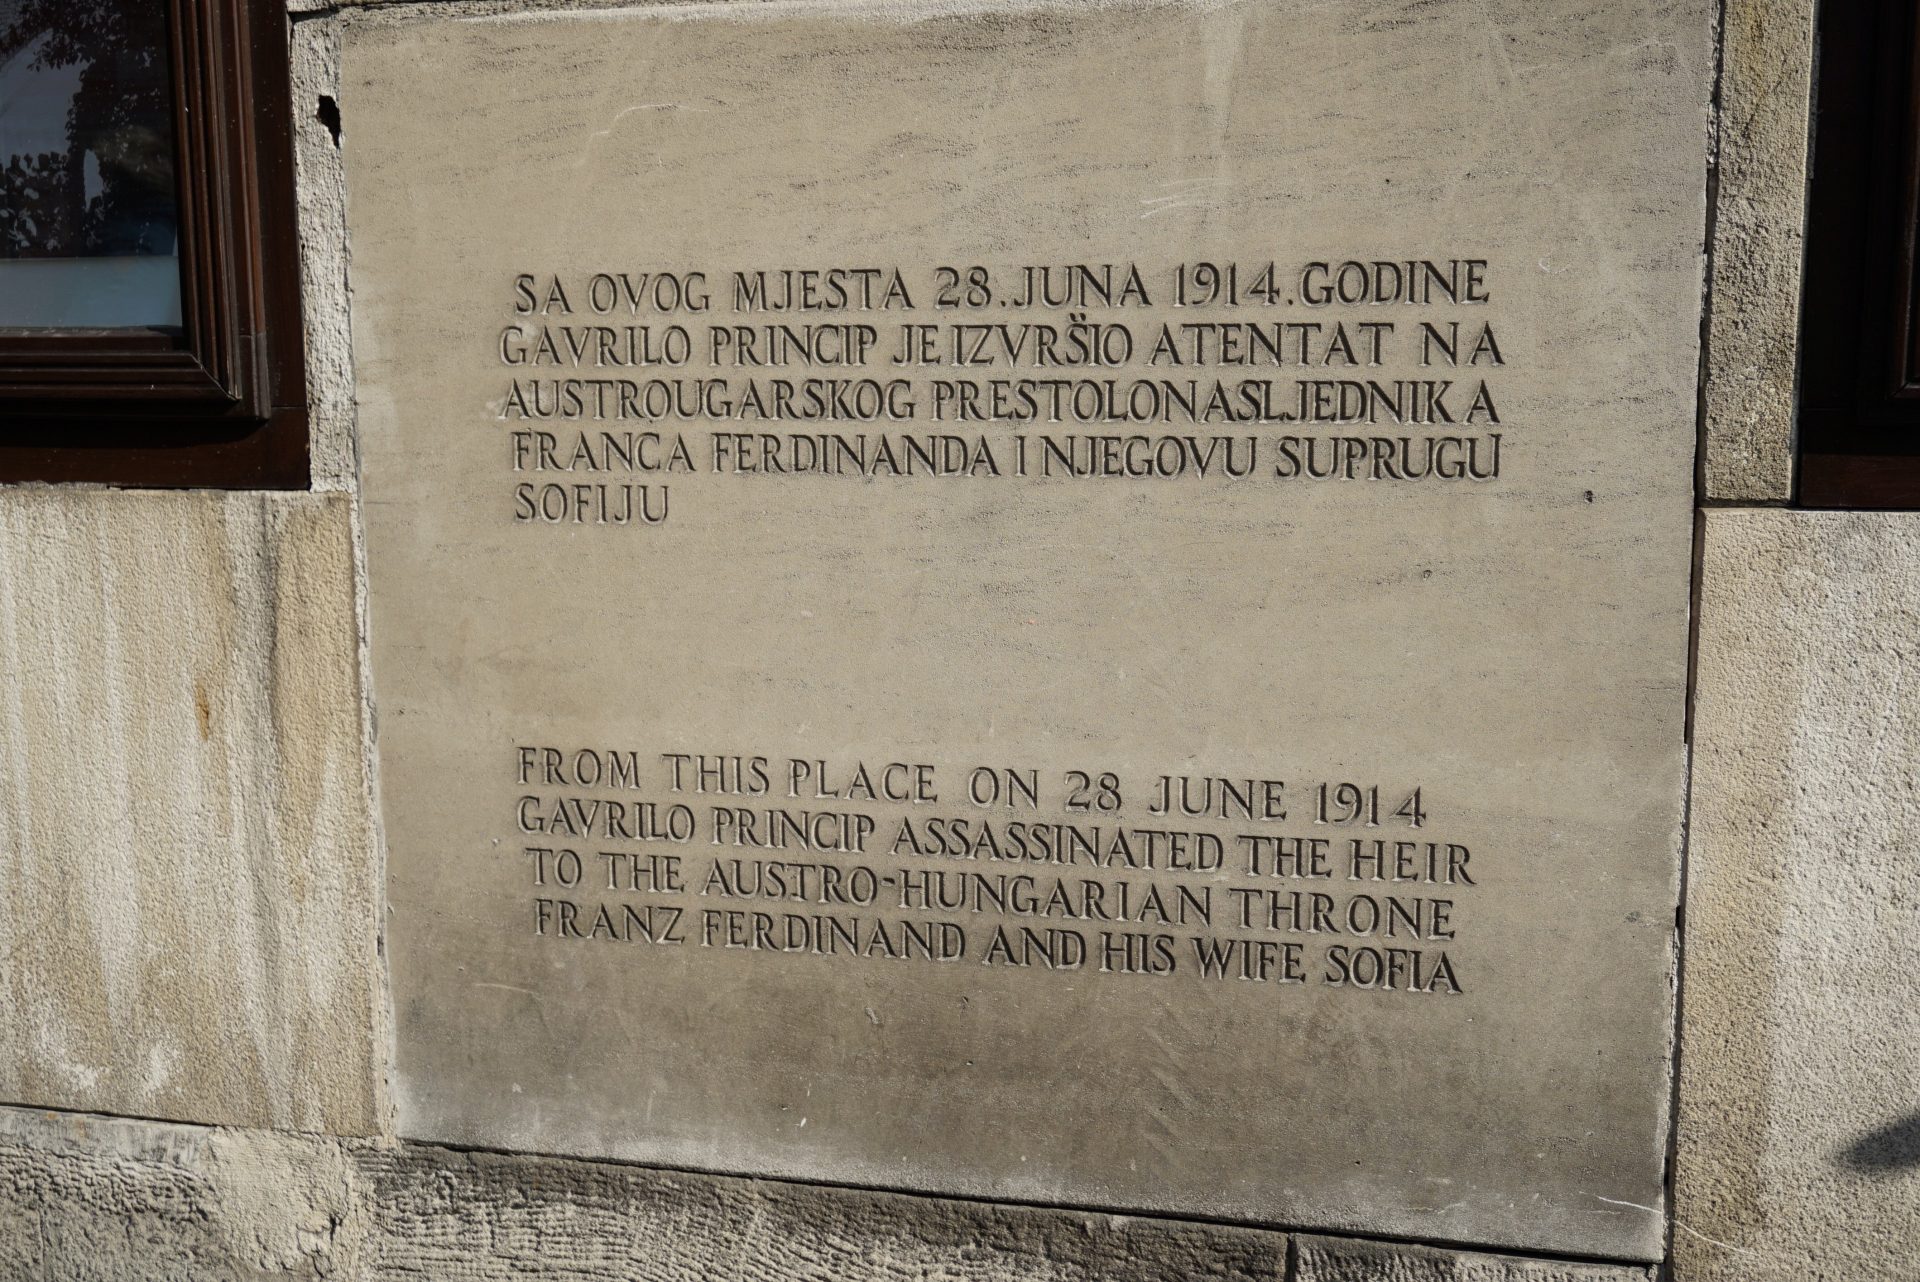 SA OVOG MJESTA 28. JUNA 1914. GODINE
GAVRILO PRINCIP JE IZVRŠIO ATENTAT NA
AUSTROUGARSKOG PRESTOLONASLJEDNIKA
FRANCA FERDINANDA I NJEGOVU SUPRUGU
SOFIJU
FROM THIS PLACE ON 28 JUNE 1914
GAVRILO PRINCIP ASSASSINATED THE HEIR
TO THE AUSTRO-HUNGARIAN THRONE
FRANZ FERDINAND AND HIS WIFE SOFIA